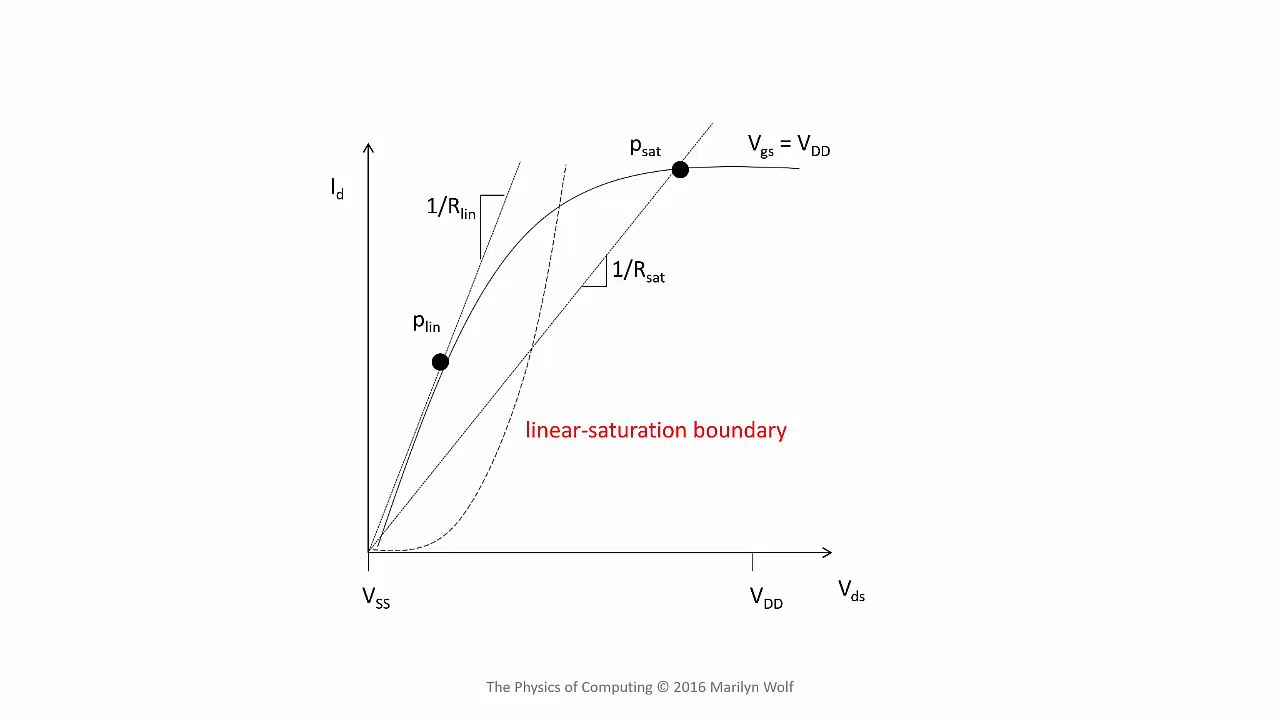 p_sat
V_gs = V_DD
I_d
1/R_lin
1/R_sat
p_lin
linear-saturation boundary
V_SS
V_DD
V_ds
The Physics of Computing © 2016 Marilyn Wolf